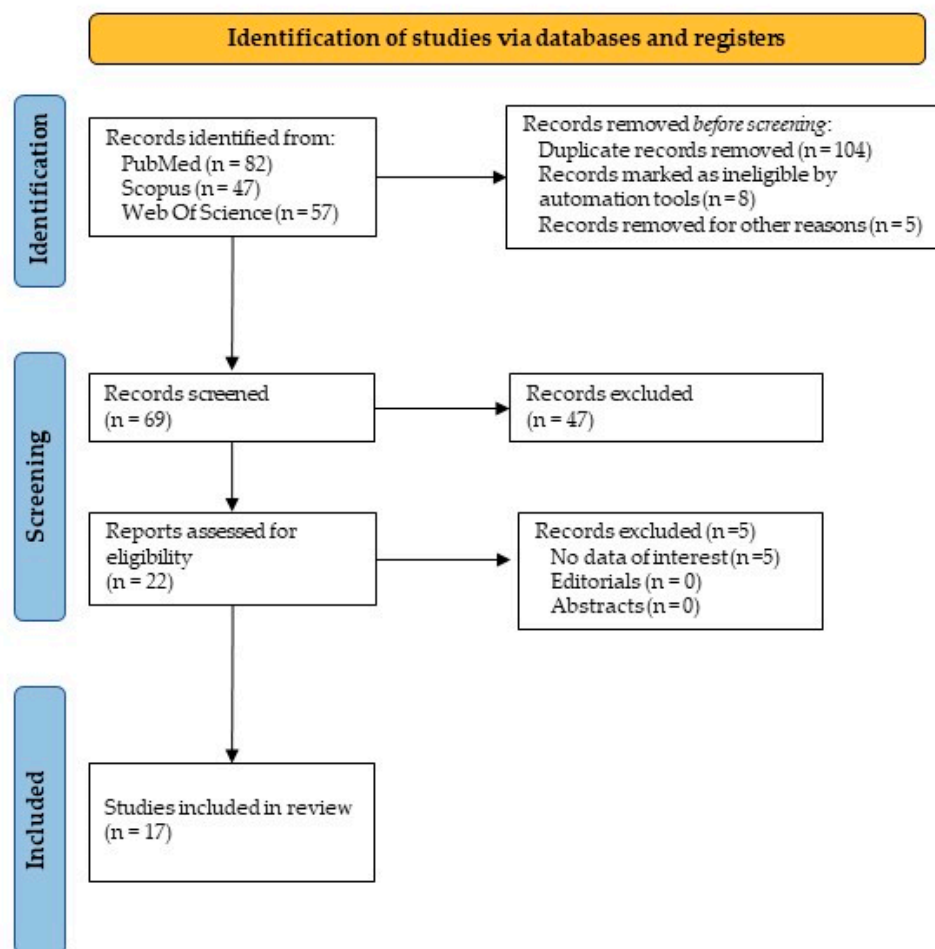 Identification of studies via databases and registers
Identification
Records identified from:
PubMed (n = 82)
Scopus (n = 47)
Web Of Science (n = 57)
Records removed before screening:
Duplicate records removed (n = 104)
Records marked as ineligible by
automation tools (n = 8)
Records removed for other reasons (n = 5)
Screening
Records screened
(n = 69)
Records excluded
(n = 47)
Reports assessed for
eligibility
(n = 22)
Records excluded (n =5)
No data of interest (n =5)
Editorials (n = 0)
Abstracts (n = 0)
Included
Studies included in review
(n = 17)